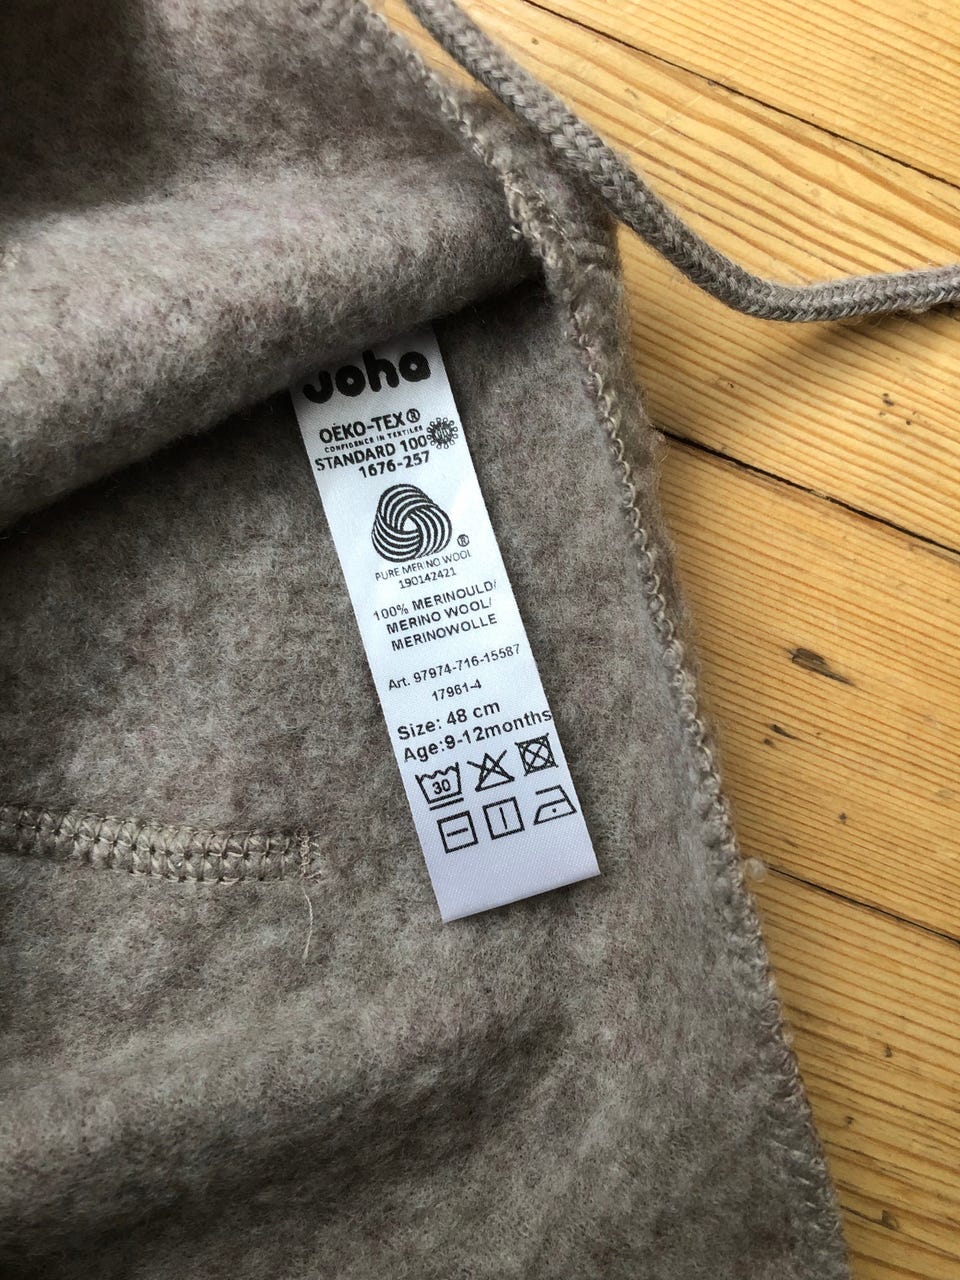 Joha
OEKO-TEX®
CONFIDENCE IN TEXTILES
STANDARD 100
1676-257
®
PURE MERINO WOOL
190142421
100% MERINOULD/
MERINO WOOL/
MERINOWOLLE
Art. 97974-716-15587
17961-4
Size: 48 cm
Age:9-12months
30